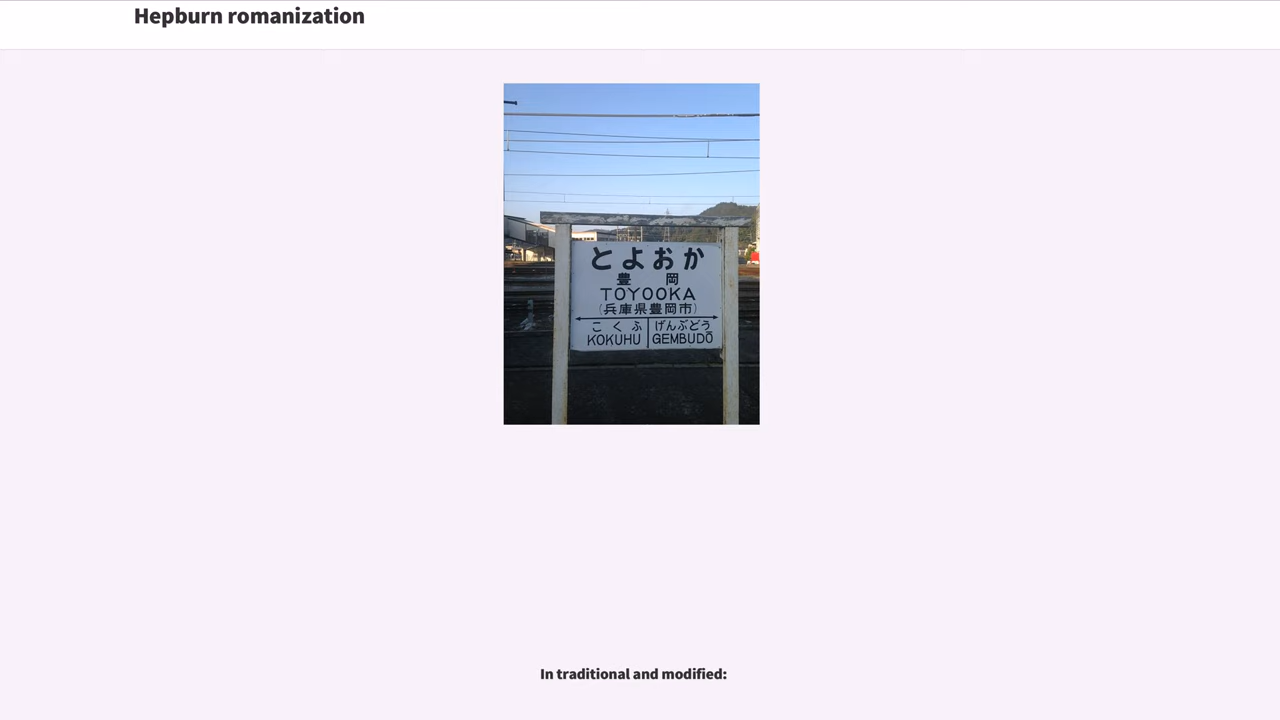 Hepburn romanization
とよおか
豊岡
TOYOOKA
(兵庫県豊岡市)
こくふ げんぶどう
KOKUHU GEMBUDŌ
In traditional and modified: